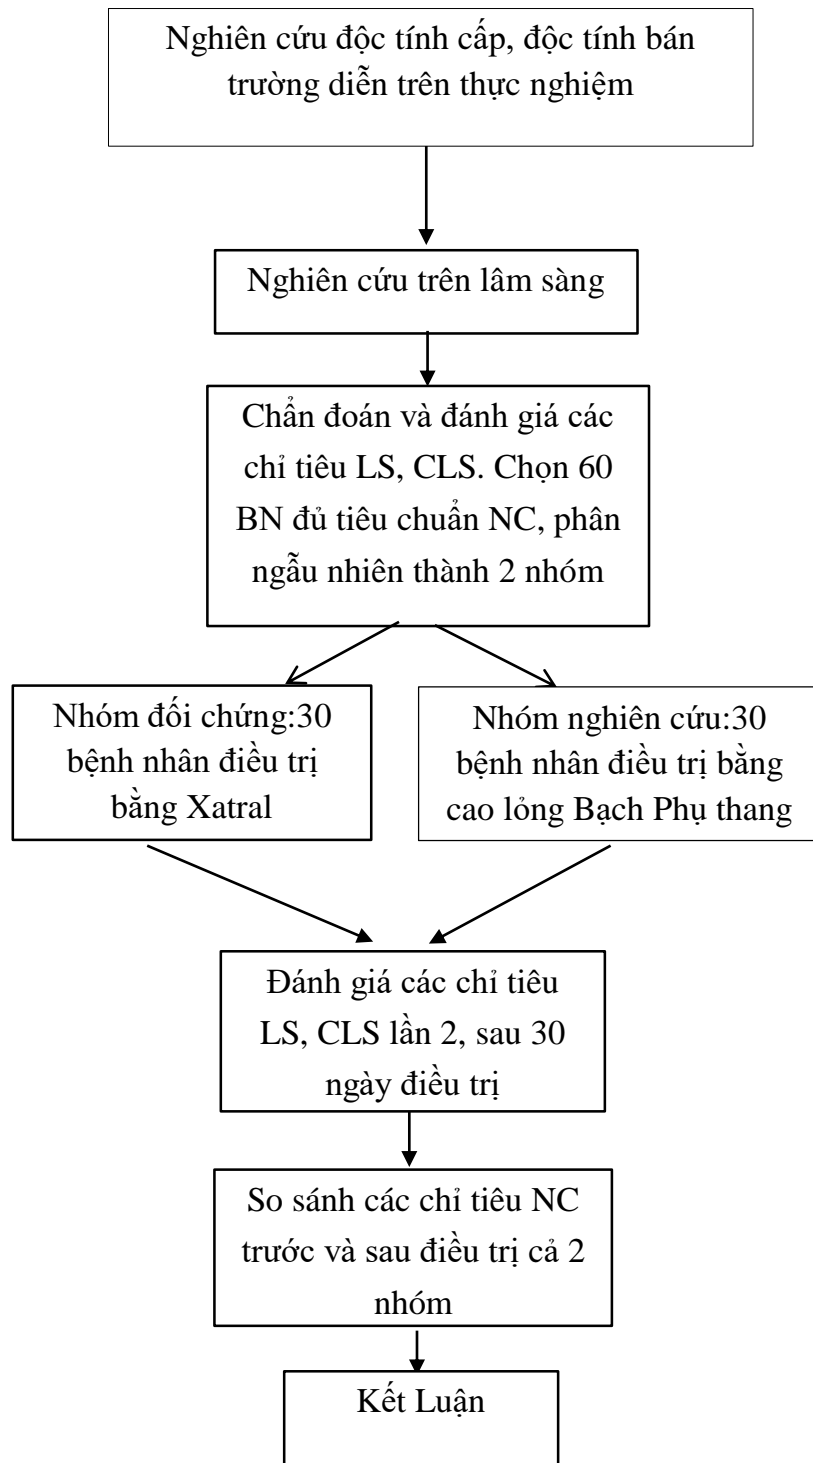 Nghiên cứu độc tính cấp, độc tính bán
trường diễn trên thực nghiệm
Nghiên cứu trên lâm sàng
Chẩn đoán và đánh giá các
chỉ tiêu LS, CLS. Chọn 60
BN đủ tiêu chuẩn NC, phân
ngẫu nhiên thành 2 nhóm
Nhóm đối chứng:30
bệnh nhân điều trị
bằng Xatral
Nhóm nghiên cứu:30
bệnh nhân điều trị bằng
cao lỏng Bạch Phụ thang
Đánh giá các chỉ tiêu
LS, CLS lần 2, sau 30
ngày điều trị
So sánh các chỉ tiêu NC
trước và sau điều trị cả 2
nhóm
Kết Luận